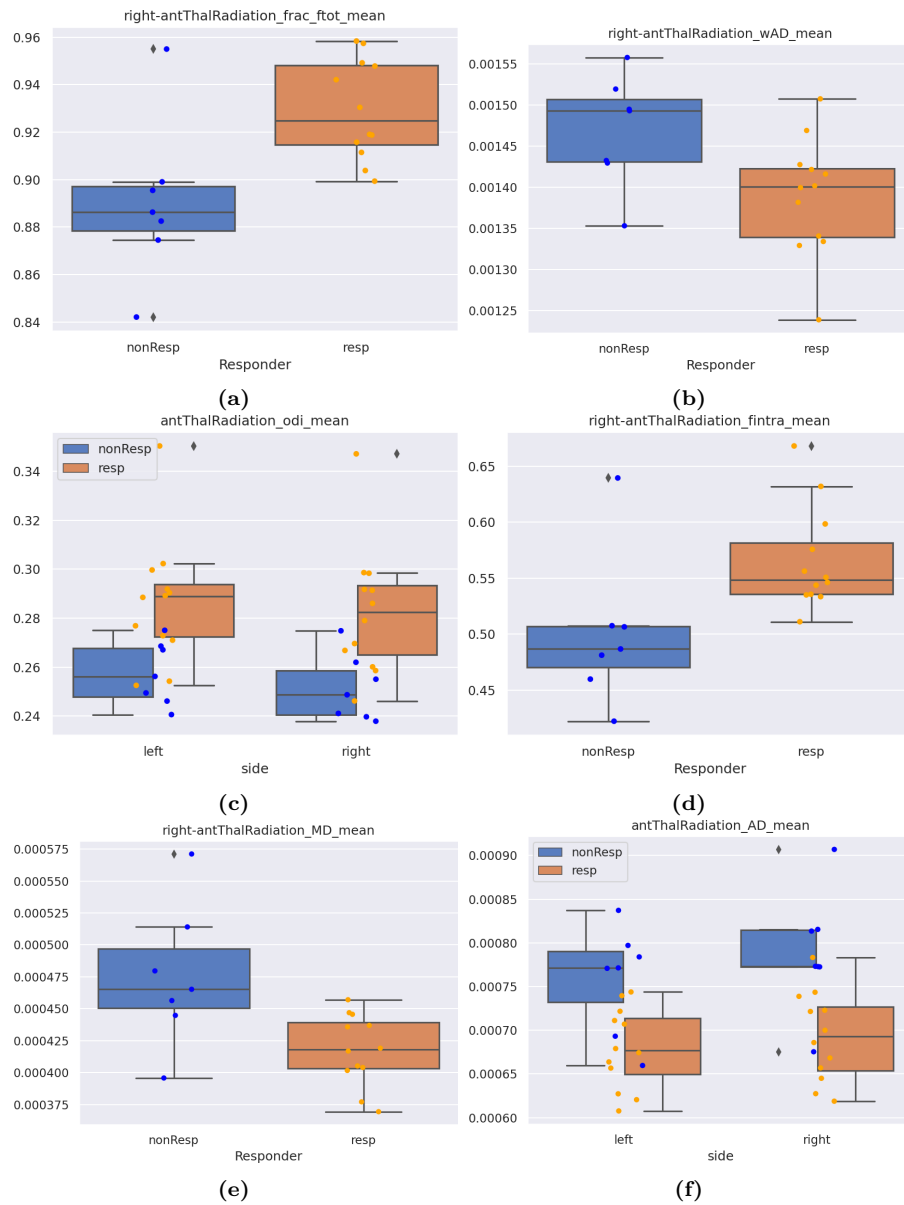 right-antThalRadiation_frac_ftot_mean
0.96
0.94
0.92
0.90
0.88
0.86
0.84
nonResp
resp
Responder
(a)
right-antThalRadiation_wAD_mean
0.00155
0.00150
0.00145
0.00140
0.00135
0.00130
0.00125
nonResp
resp
Responder
(b)
antThalRadiation_odi_mean
nonResp
resp
0.34
0.32
0.30
0.28
0.26
0.24
left
right
side
(c)
right-antThalRadiation_fintra_mean
0.65
0.60
0.55
0.50
0.45
nonResp
resp
Responder
(d)
right-antThalRadiation_MD_mean
0.000575
0.000550
0.000525
0.000500
0.000475
0.000450
0.000425
0.000400
0.000375
nonResp
resp
Responder
(e)
antThalRadiation_AD_mean
nonResp
resp
0.00090
0.00085
0.00080
0.00075
0.00070
0.00065
0.00060
left
right
side
(f)